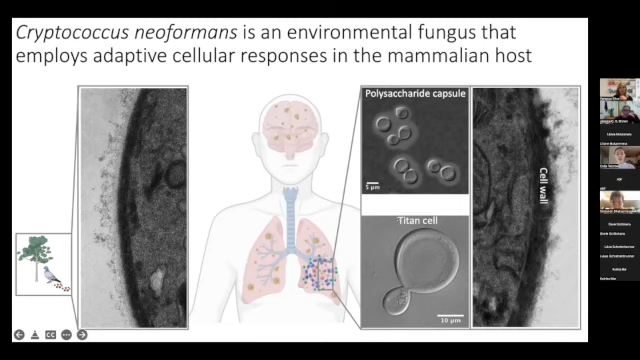 Cryptococcus neoformans is an environmental fungus that
employs adaptive cellular responses in the mammalian host
Polysaccharide capsule
5 µm
Titan cell
10 µm
Cell wall
CC